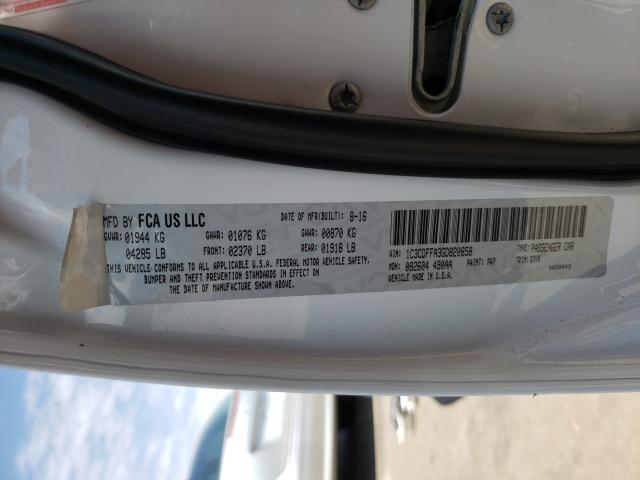 MFD BY FCA US LLC
DATE OF MFR(BUILT): 8-16
GVWR: 01944 KG
04285 LB
GAWR: 01076 KG
FRONT: 02370 LB
GAWR: 00870 KG
REAR: 01918 LB
THIS VEHICLE CONFORMS TO ALL APPLICABLE U.S.A. FEDERAL MOTOR VEHICLE SAFETY,
BUMPER AND THEFT PREVENTION STANDARDS IN EFFECT ON
THE DATE OF MANUFACTURE SHOWN ABOVE.
VIN: 1C3CDFFA3GD820858
TYPE: PASSENGER CAR
MDH: 082604 490AA
PAINT: PW7
TRIM:
VEHICLE MADE IN U.S.A.